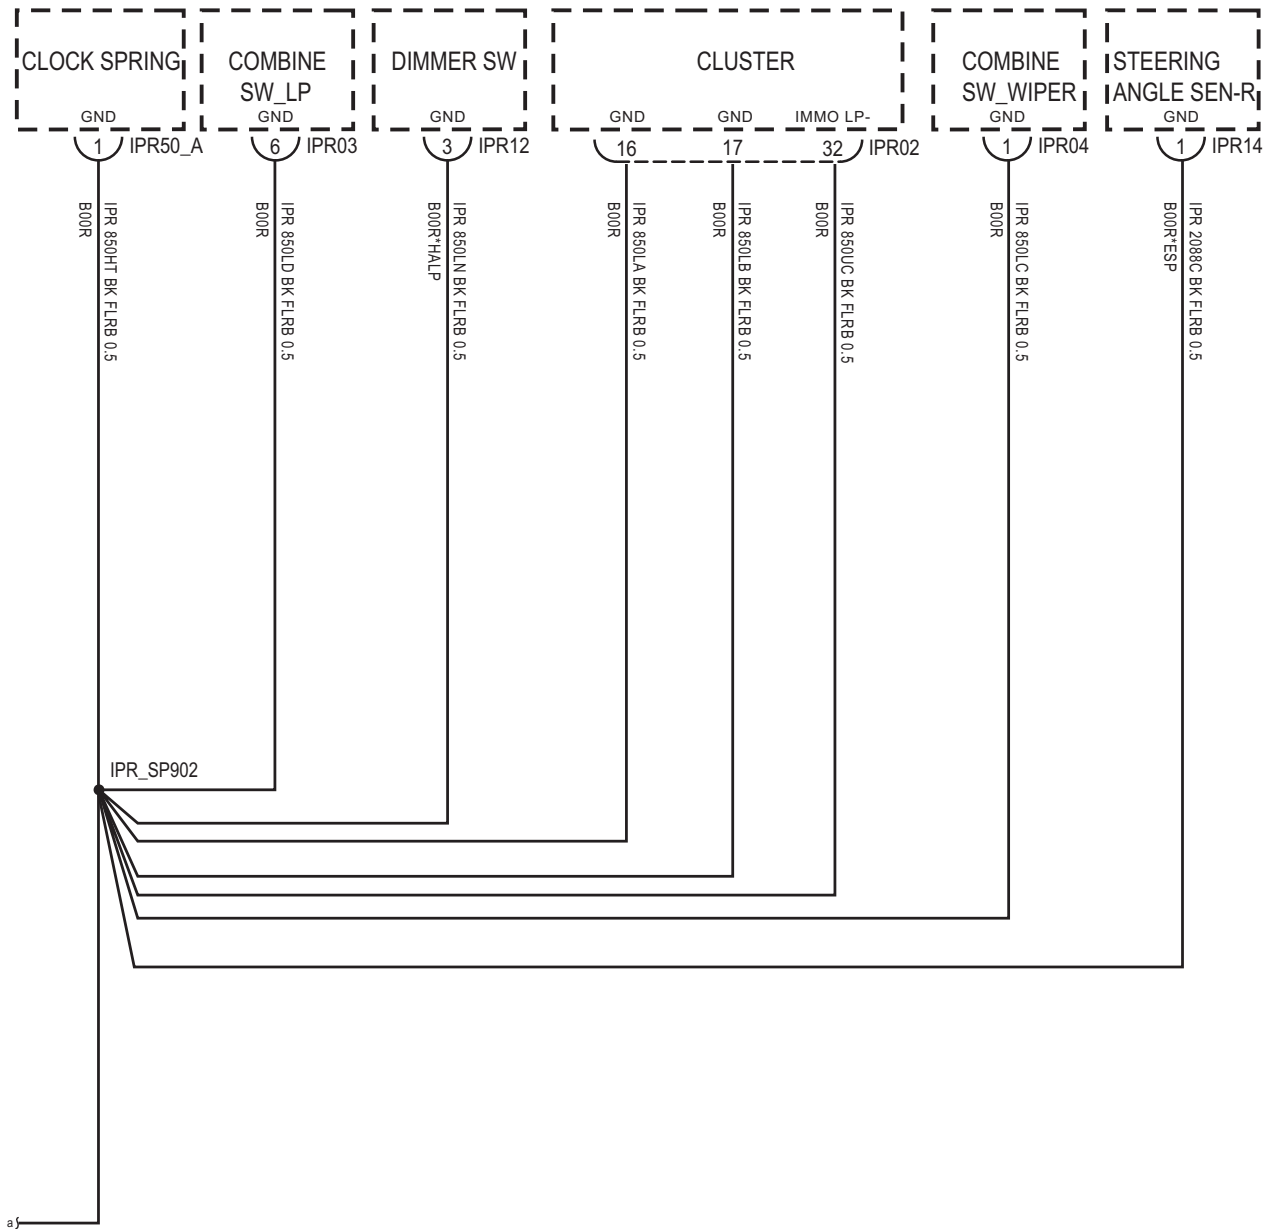 CLOCK SPRING
GND
1 IPR50_A
COMBINE
SW_LP
GND
6 IPR03
DIMMER SW
GND
3 IPR12
CLUSTER
GND GND IMMO LP-
16 17 32 IPR02
COMBINE
SW_WIPER
GND
1 IPR04
STEERING
ANGLE SEN-R
GND
1 IPR14
IPR 850HT BK FLRB 0.5
B00R
IPR 850LD BK FLRB 0.5
B00R
IPR 850LN BK FLRB 0.5
B00R*HALP
IPR 850LA BK FLRB 0.5
B00R
IPR 850LB BK FLRB 0.5
B00R
IPR 850UC BK FLRB 0.5
B00R
IPR 850LC BK FLRB 0.5
B00R
IPR 2088C BK FLRB 0.5
B00R*ESP
IPR_SP902
a